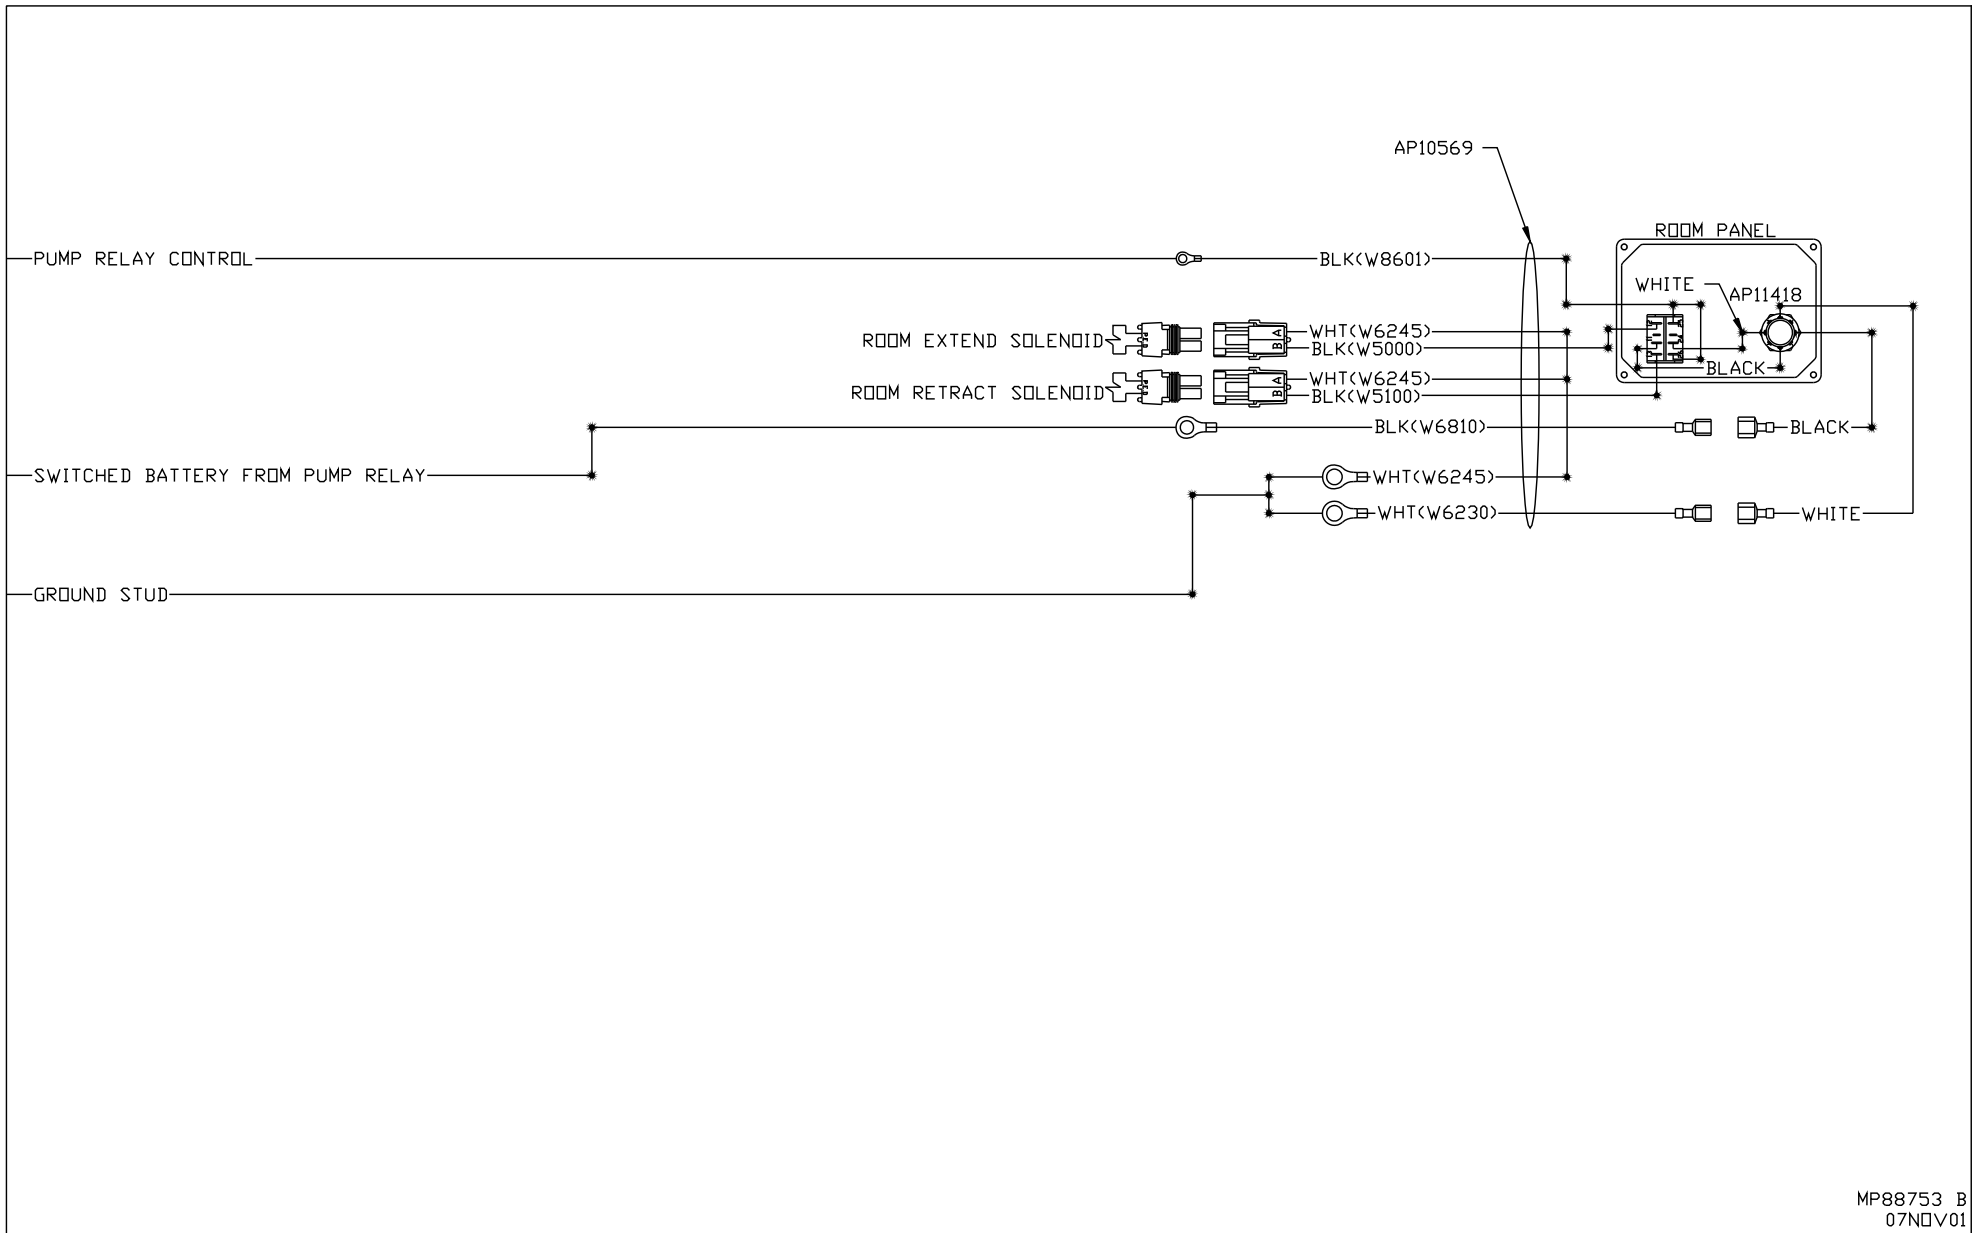 AP10569
ROOM PANEL
PUMP RELAY CONTROL
BLK(W8601)
WHITE
AP11418
ROOM EXTEND SOLENOID
A
B
WHT(W6245)
BLK(W5000)
BLACK
ROOM RETRACT SOLENOID
A
B
WHT(W6245)
BLK(W5100)
BLK(W6810)
BLACK
SWITCHED BATTERY FROM PUMP RELAY
WHT(W6245)
WHT(W6230)
WHITE
GROUND STUD
MP88753 B
07NOV01